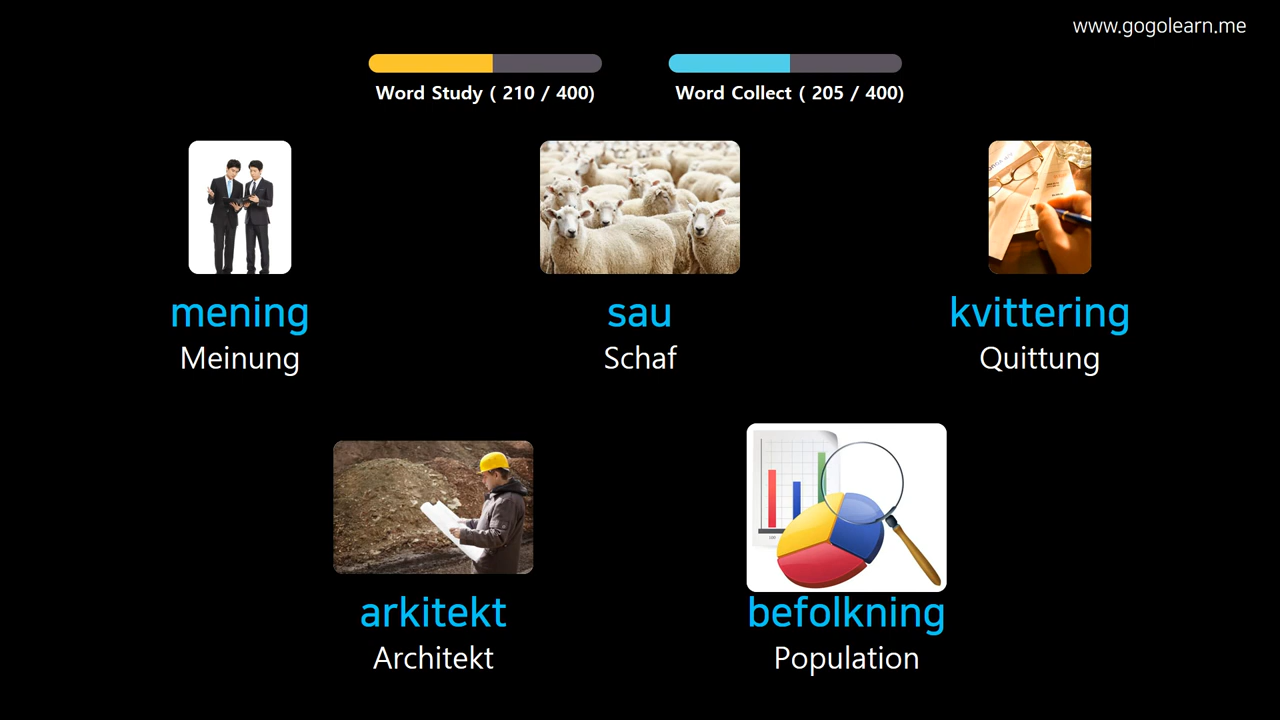 www.gogolearn.me
Word Study ( 210 / 400)
Word Collect ( 205 / 400)
mening
Meinung
sau
Schaf
kvittering
Quittung
arkitekt
Architekt
befolkning
Population